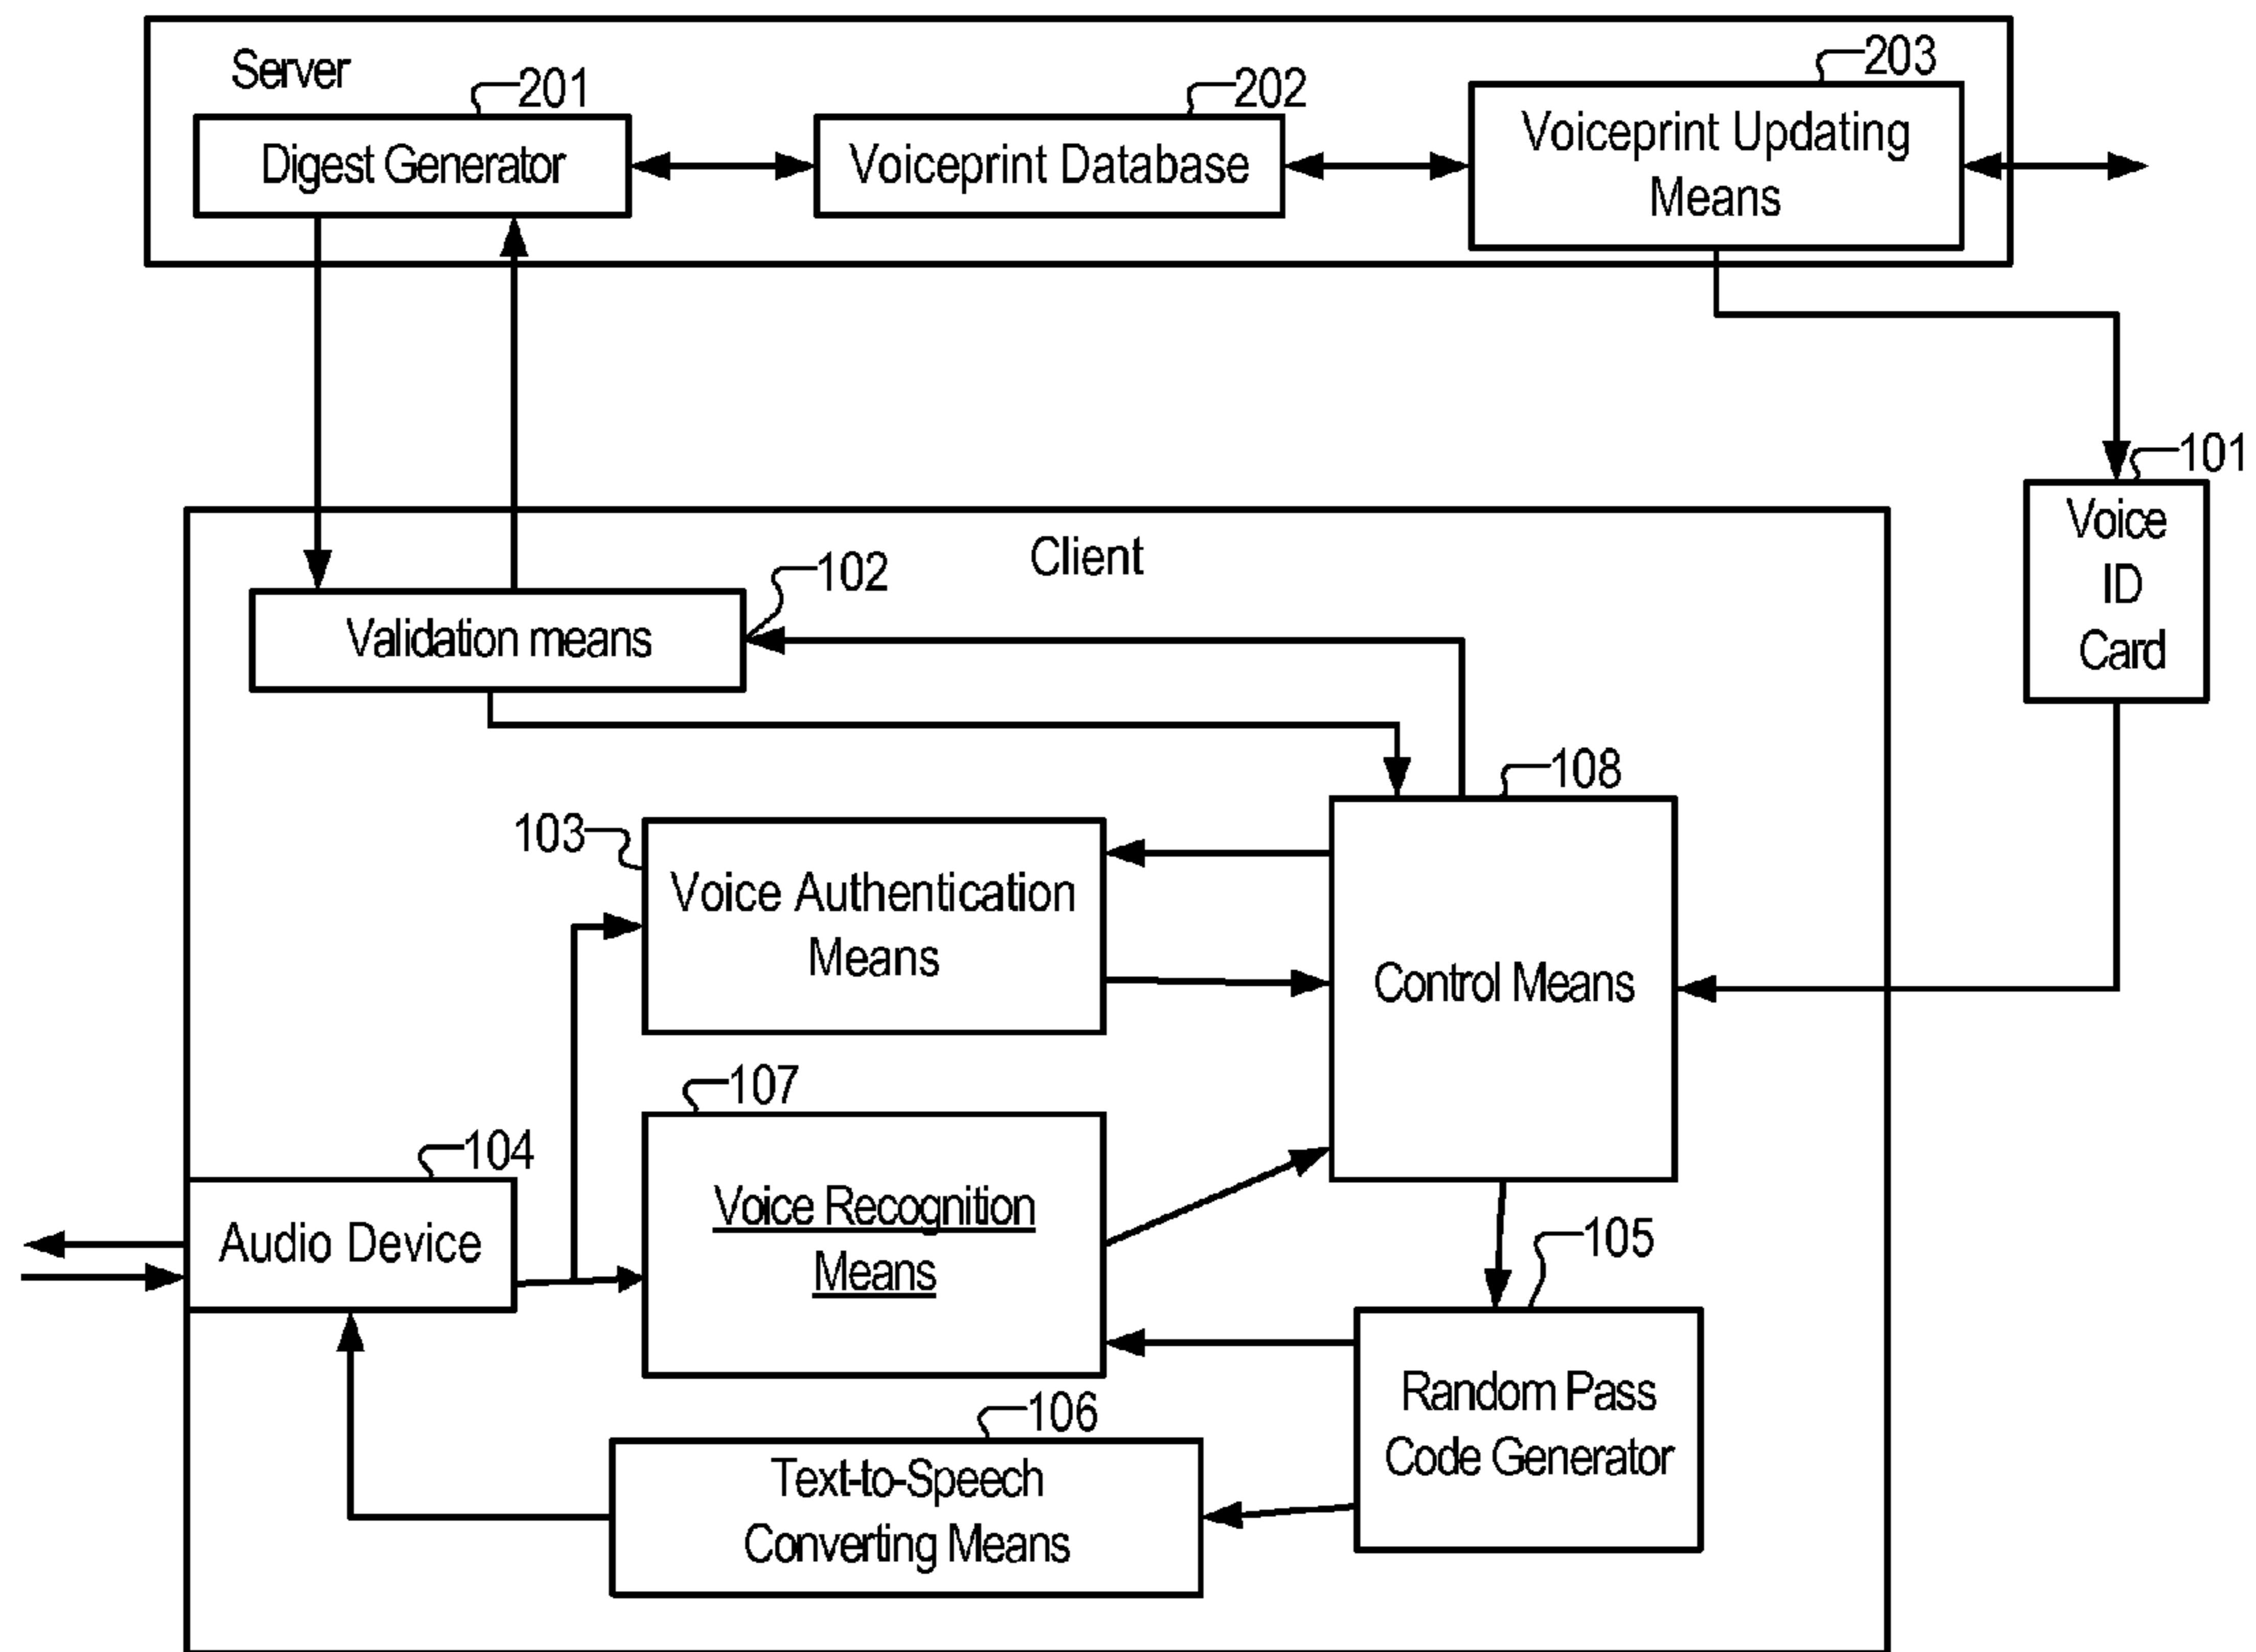 Server
201
202
203
Digest Generator
Voiceprint Database
Voiceprint Updating
Means
101
Voice
ID
Card
Client
102
Validation means
108
103
Voice Authentication
Means
Control Means
107
104
Voice Recognition
Means
Audio Device
105
Random Pass
Code Generator
106
Text-to-Speech
Converting Means